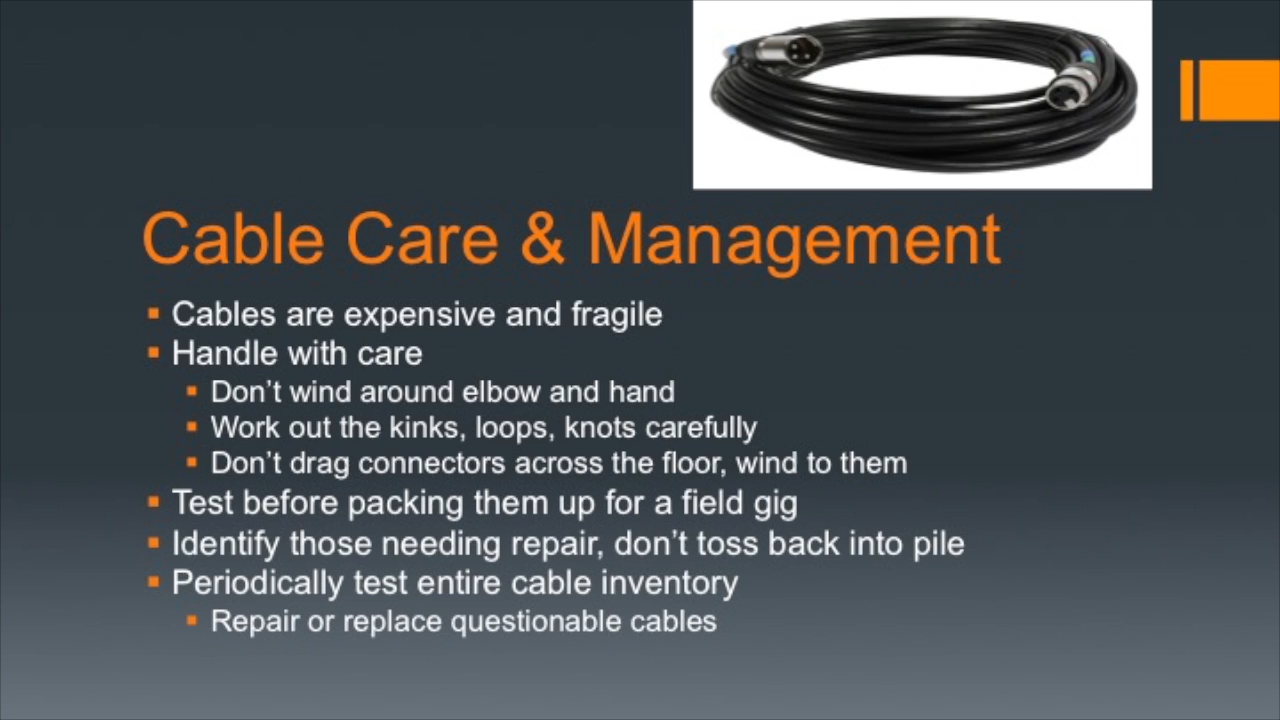 Cable Care & Management
Cables are expensive and fragile
Handle with care
Don’t wind around elbow and hand
Work out the kinks, loops, knots carefully
Don’t drag connectors across the floor, wind to them
Test before packing them up for a field gig
Identify those needing repair, don’t toss back into pile
Periodically test entire cable inventory
Repair or replace questionable cables